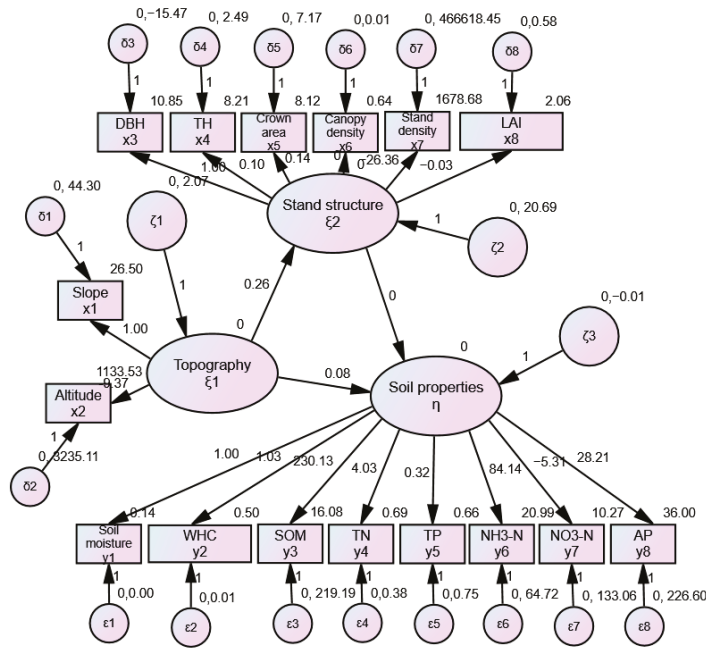 0,−15.47
0, 2.49
0, 7.17
0,0.01
0, 466618.45
0,0.58
δ3
δ4
δ5
δ6
δ7
δ8
1
1
1
1
1
1
10.85
8.21
8.12
0.64
1678.68
2.06
DBH
x3
TH
x4
Crown
area
x5
Canopy
density
x6
Stand
density
x7
LAI
x8
1.00
0.10
0.14
0
−26.36
−0.03
0, 44.30
δ1
1
0, 2.07
ζ1
1
Stand structure
ξ2
1
0, 20.69
ζ2
26.50
Slope
x1
1.00
0.26
0
0
0,−0.01
ζ3
1
Topography
ξ1
0
0.08
Soil properties
η
1133.53
9.37
Altitude
x2
1
0, 3235.11
δ2
1.00
1.03
230.13
4.03
0.32
84.14
−5.31
28.21
0.14
0.50
16.08
0.69
0.66
20.99
10.27
36.00
Soil
moisture
y1
WHC
y2
SOM
y3
TN
y4
TP
y5
NH3-N
y6
NO3-N
y7
AP
y8
1
1
1
1
1
1
1
1
0,0.00
0,0.01
0, 219.19
0,0.38
0,0.75
0, 64.72
0, 133.06
0, 226.60
ε1
ε2
ε3
ε4
ε5
ε6
ε7
ε8